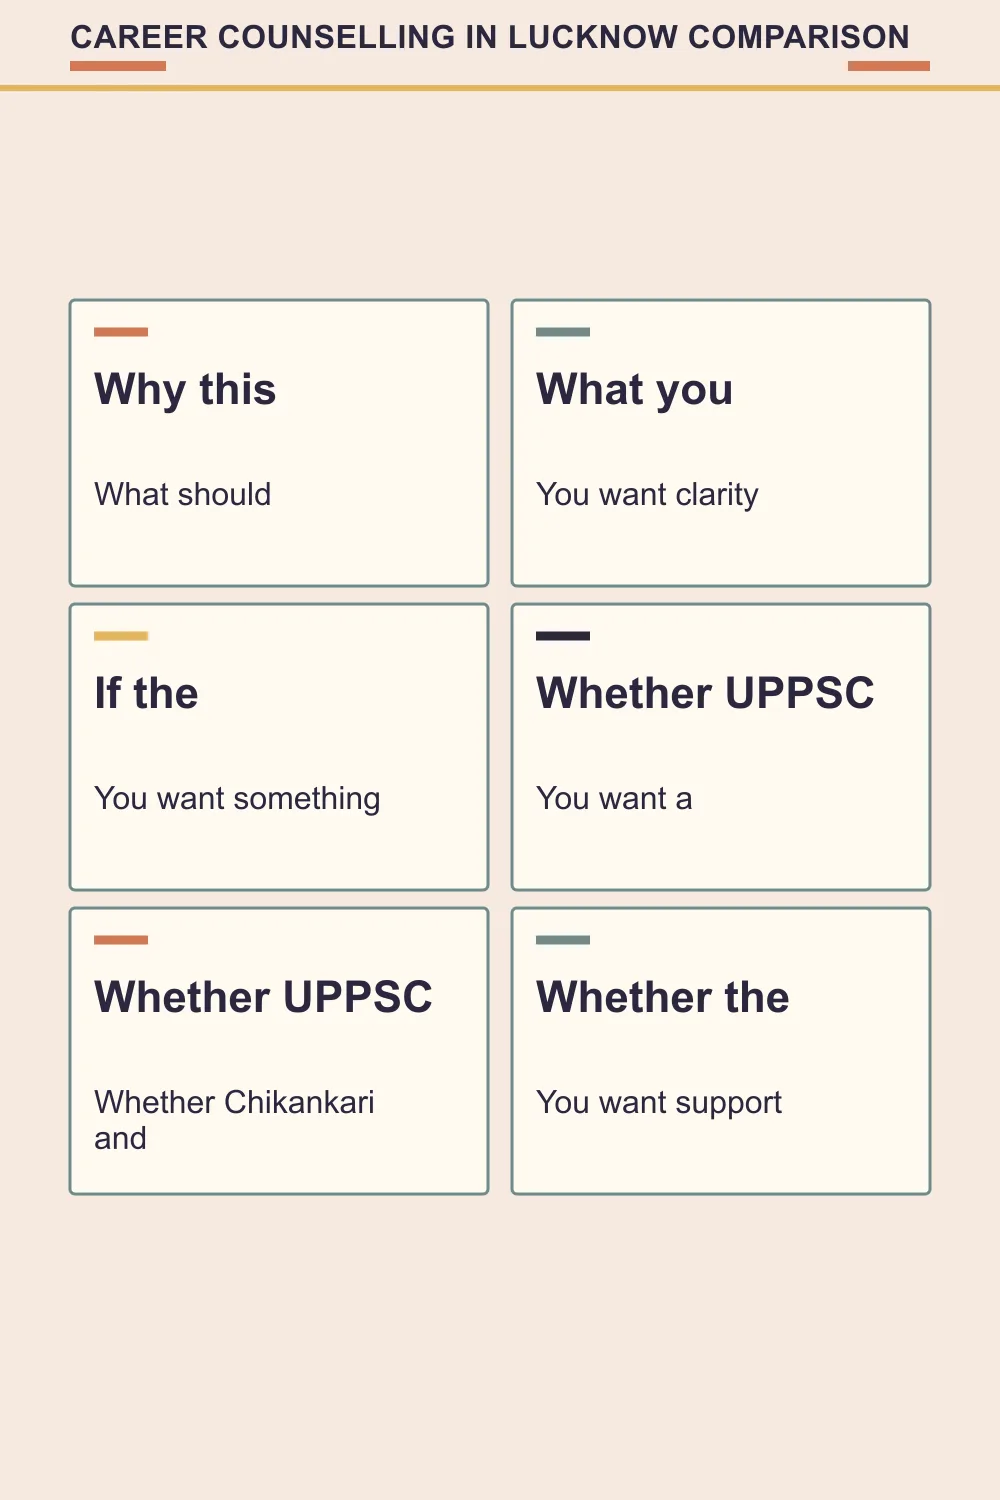 CAREER COUNSELLING IN LUCKNOW COMPARISON
Why this
What should
What you
You want clarity
If the
You want something
Whether UPPSC
You want a
Whether UPPSC
Whether Chikankari
and
Whether the
You want support